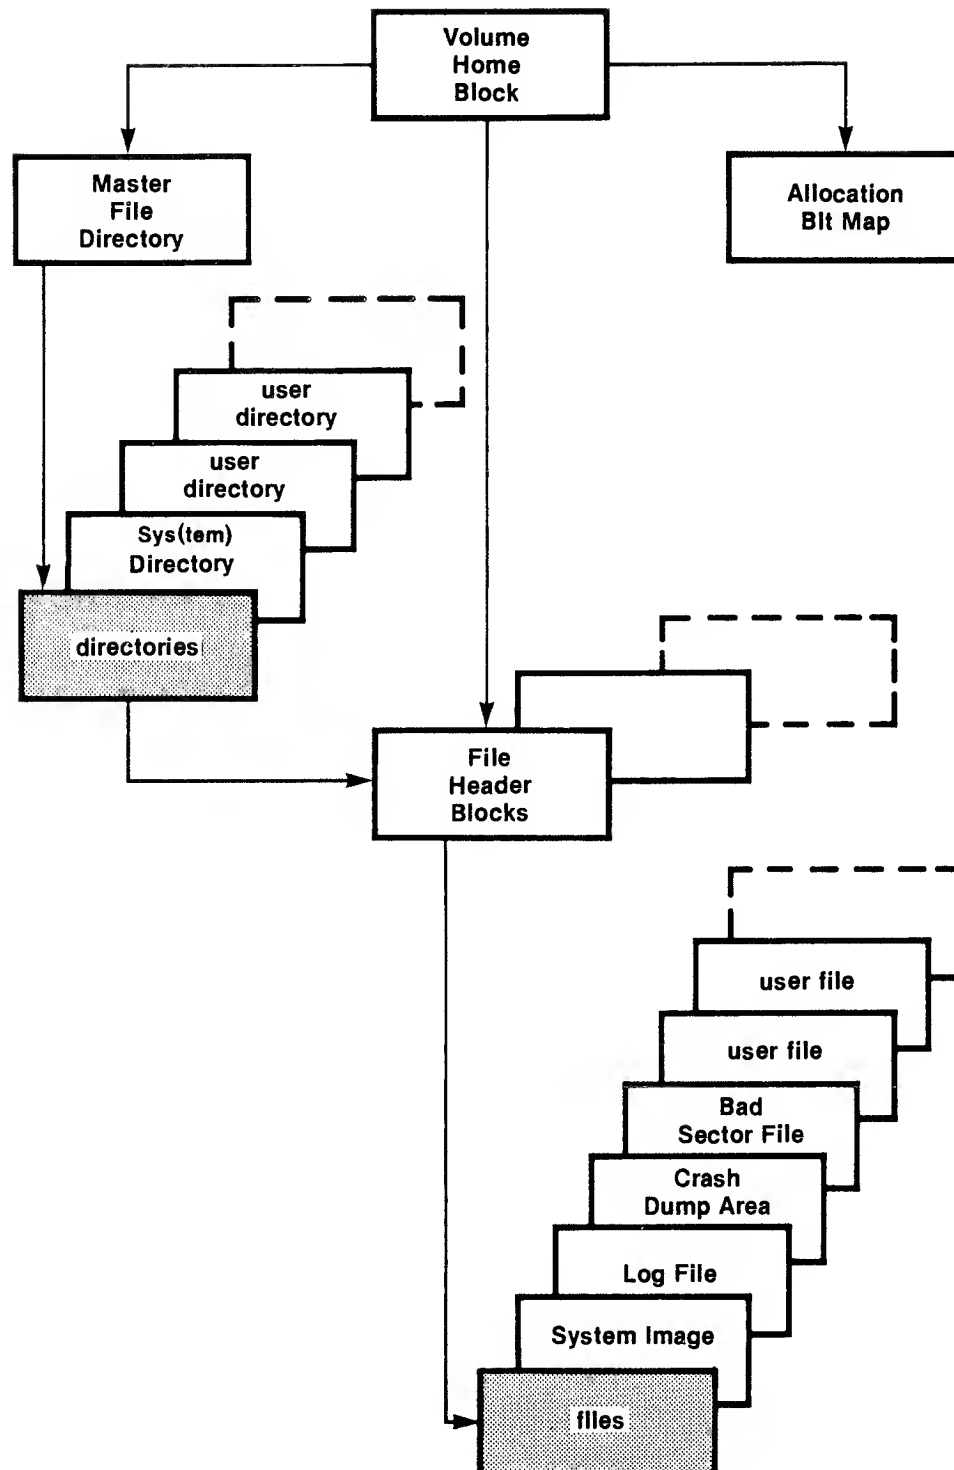 Volume
Home
Block
Master
File
Directory
Allocation
Bit Map
user
directory
user
directory
Sys(tem)
Directory
directories
File
Header
Blocks
user file
user file
Bad
Sector File
Crash
Dump Area
Log File
System Image
files